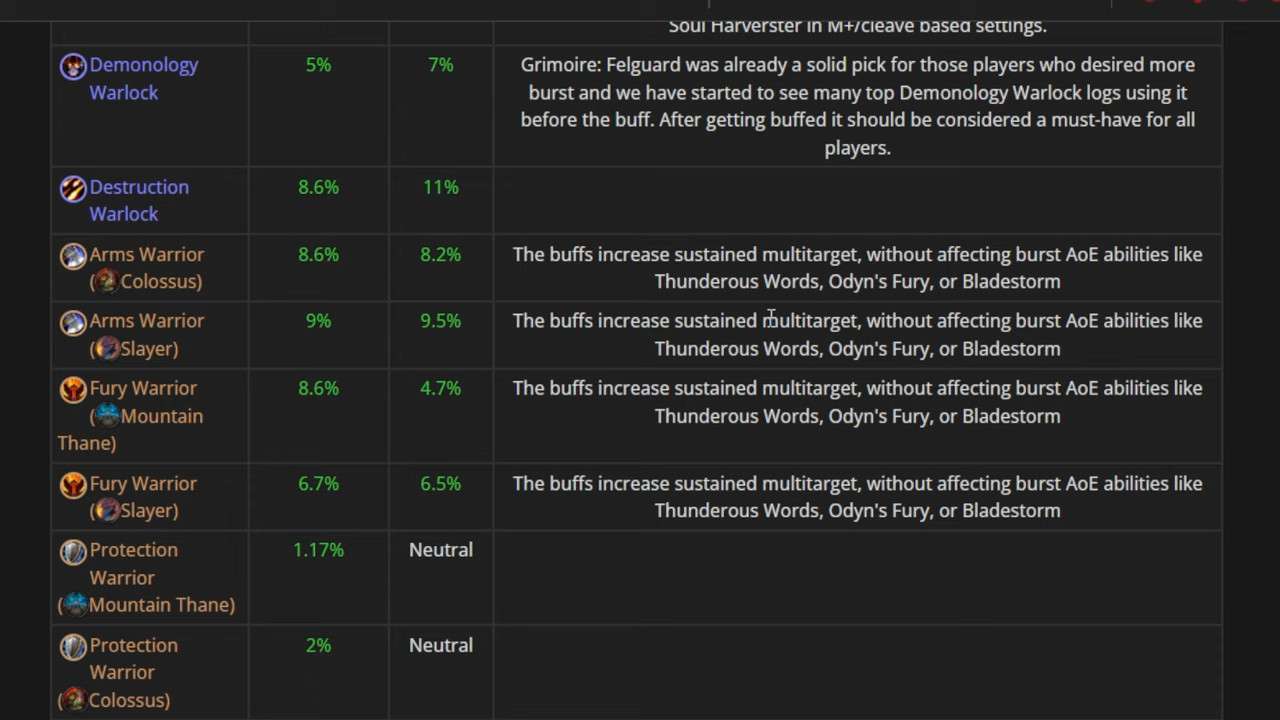 Soul Harverster in M+/cleave based settings.
Demonology
Warlock
5%
7%
Grimoire: Felguard was already a solid pick for those players who desired more
burst and we have started to see many top Demonology Warlock logs using it
before the buff. After getting buffed it should be considered a must-have for all
players.
Destruction
Warlock
8.6%
11%
Arms Warrior
(Colossus)
8.6%
8.2%
The buffs increase sustained multitarget, without affecting burst AoE abilities like
Thunderous Words, Odyn's Fury, or Bladestorm
Arms Warrior
(Slayer)
9%
9.5%
The buffs increase sustained multitarget, without affecting burst AoE abilities like
Thunderous Words, Odyn's Fury, or Bladestorm
Fury Warrior
(Mountain
Thane)
8.6%
4.7%
The buffs increase sustained multitarget, without affecting burst AoE abilities like
Thunderous Words, Odyn's Fury, or Bladestorm
Fury Warrior
(Slayer)
6.7%
6.5%
The buffs increase sustained multitarget, without affecting burst AoE abilities like
Thunderous Words, Odyn's Fury, or Bladestorm
Protection
Warrior
(Mountain Thane)
1.17%
Neutral
Protection
Warrior
(Colossus)
2%
Neutral